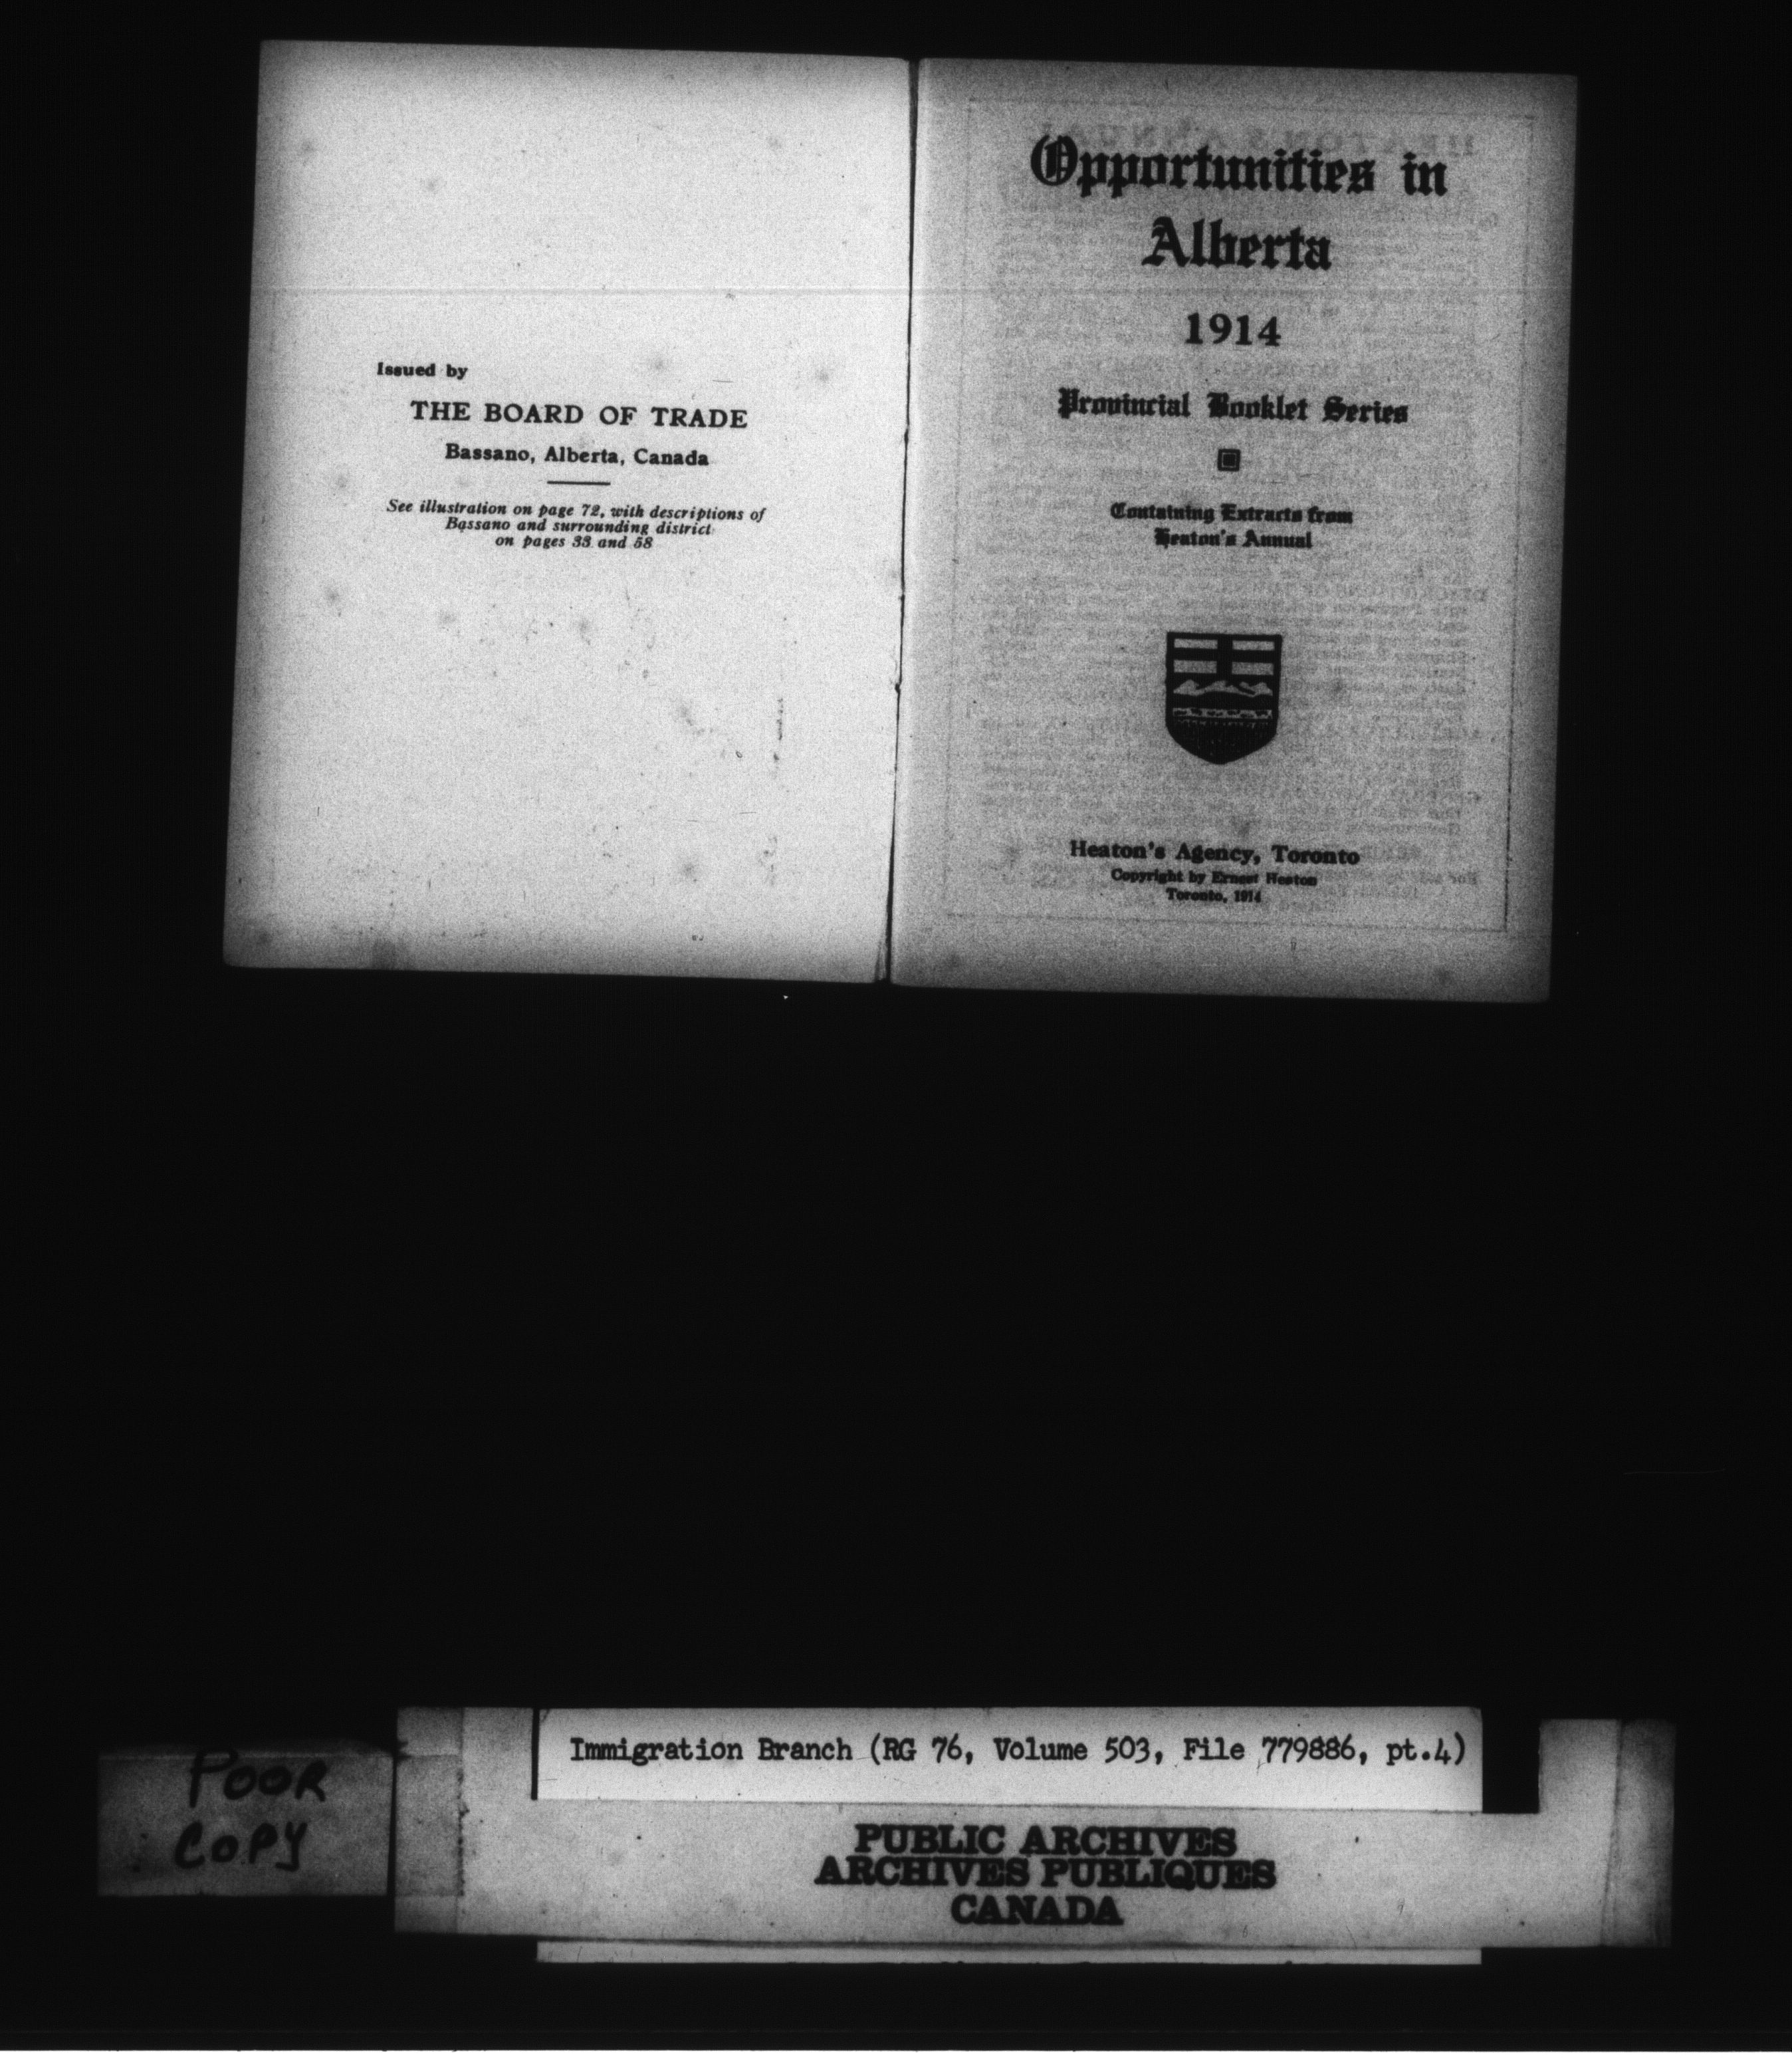 Issued by
THE BOARD OF TRADE
Bassano, Alberta, Canada
See illustration on page 72, with descriptions of
Bassano and surrounding district
on pages 33 and 58
Opportunities in
Alberta
1914
Provincial Booklet Series
Containing Extracts from
Heaton's Annual
Heaton's Agency, Toronto
Copyright by Ernest Heaton
Toronto, 1914
POOR
COPY
Immigration Branch (RG 76, Volume 503, File 779886, pt.4)
PUBLIC ARCHIVES
ARCHIVES PUBLIQUES
CANADA